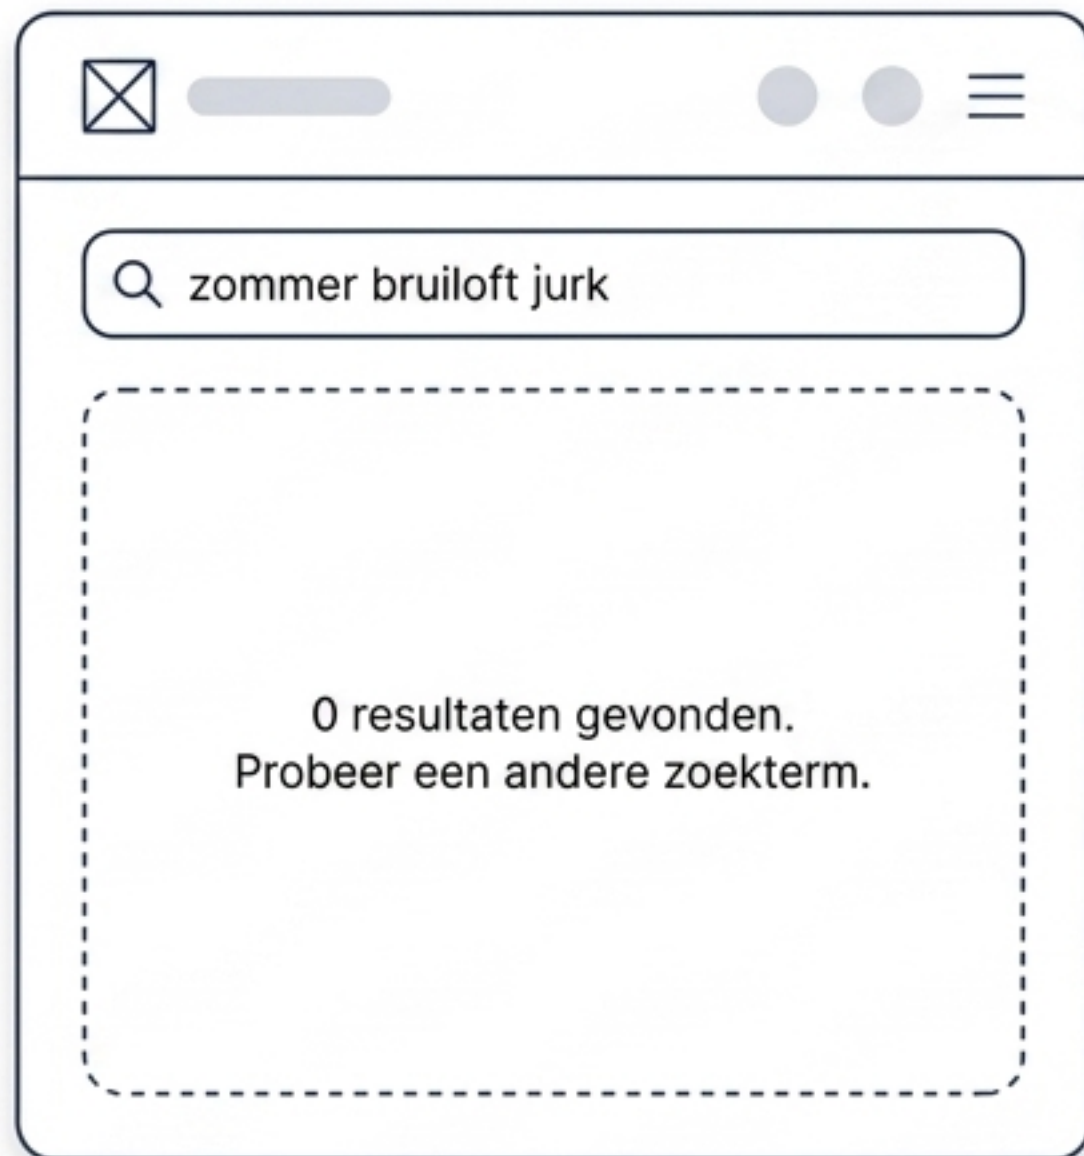 zommer bruiloft jurk
0 resultaten gevonden.
Probeer een andere zoekterm.